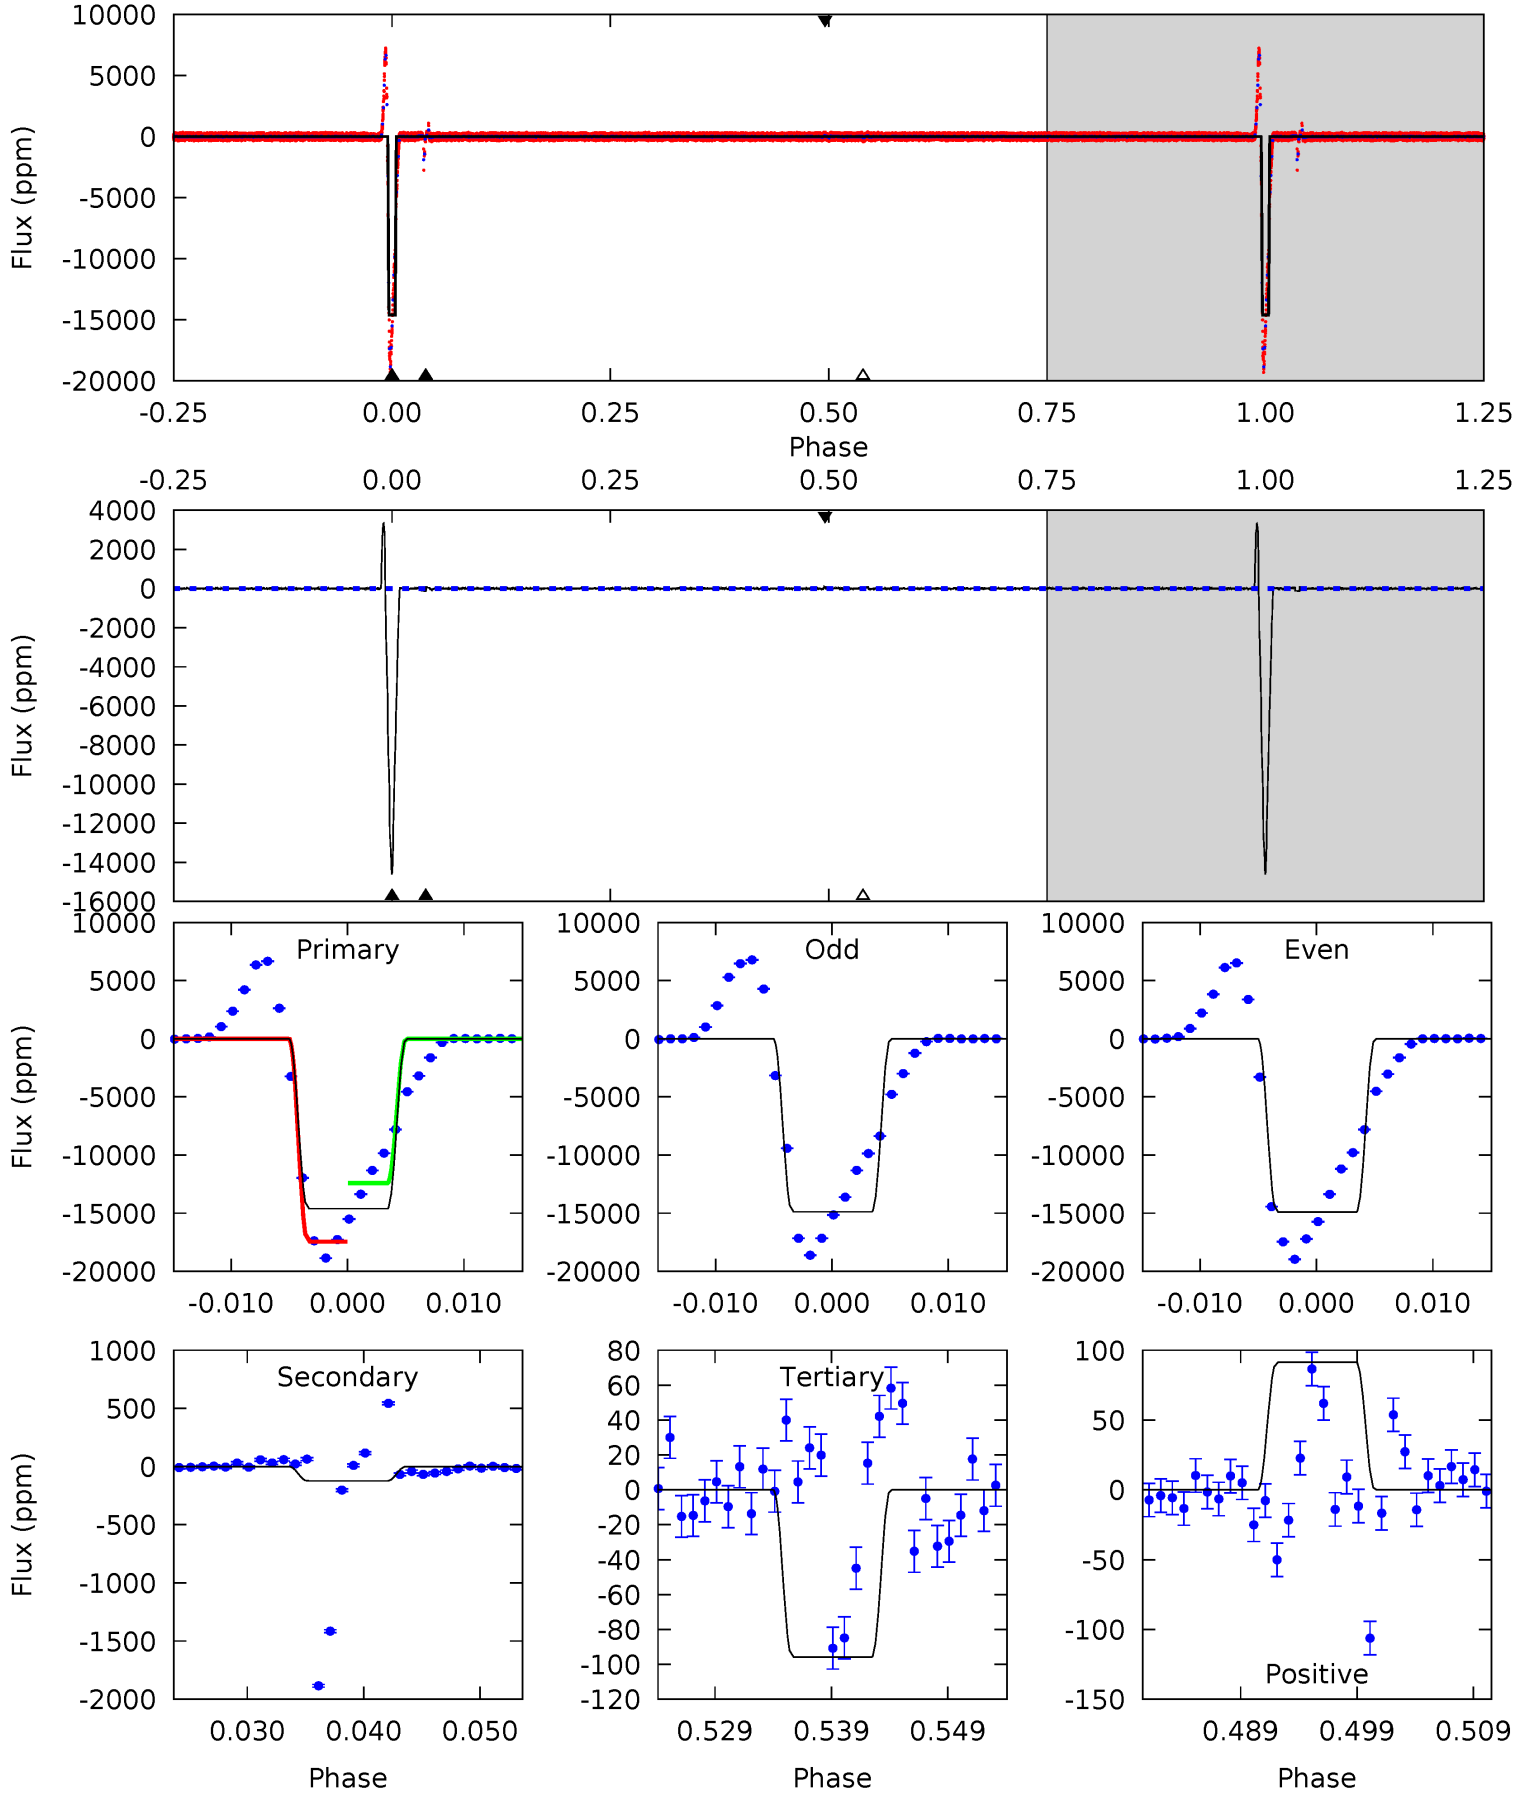 10000
5000
0
-5000
-10000
-15000
-20000
Flux (ppm)
-0.25 0.00 0.25 0.50 0.75 1.00 1.25
Phase
-0.25 0.00 0.25 0.50 0.75 1.00 1.25
4000
2000
0
-2000
-4000
-6000
-8000
-10000
-12000
-14000
-16000
Flux (ppm)
10000
5000
0
-5000
-10000
-15000
-20000
Flux (ppm)
Primary
-0.010 0.000 0.010
10000
5000
0
-5000
-10000
-15000
-20000
Odd
-0.010 0.000 0.010
10000
5000
0
-5000
-10000
-15000
-20000
Even
-0.010 0.000 0.010
1000
500
0
-500
-1000
-1500
-2000
Flux (ppm)
Secondary
0.030 0.040 0.050
Phase
80
60
40
20
0
-20
-40
-60
-80
-100
-120
Tertiary
0.529 0.539 0.549
Phase
100
50
0
-50
-100
-150
Positive
0.489 0.499 0.509
Phase